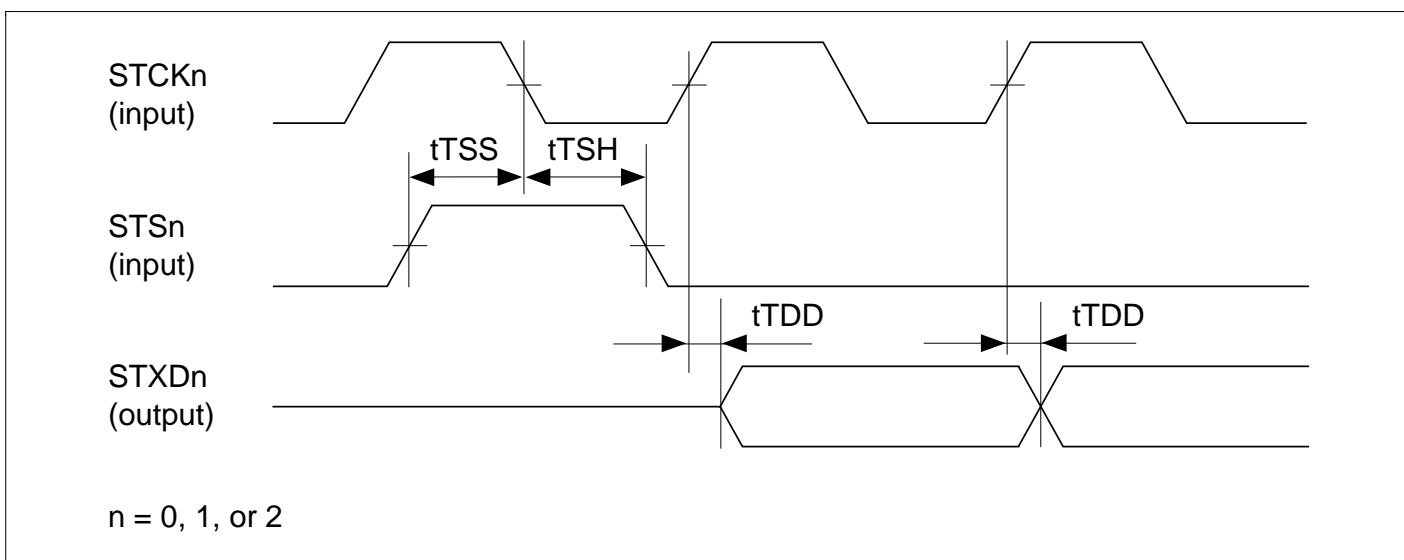 STCKn
(input)
tTSS
tTSH
STSn
(input)
tTDD
tTDD
STXDn
(output)
n = 0, 1, or 2